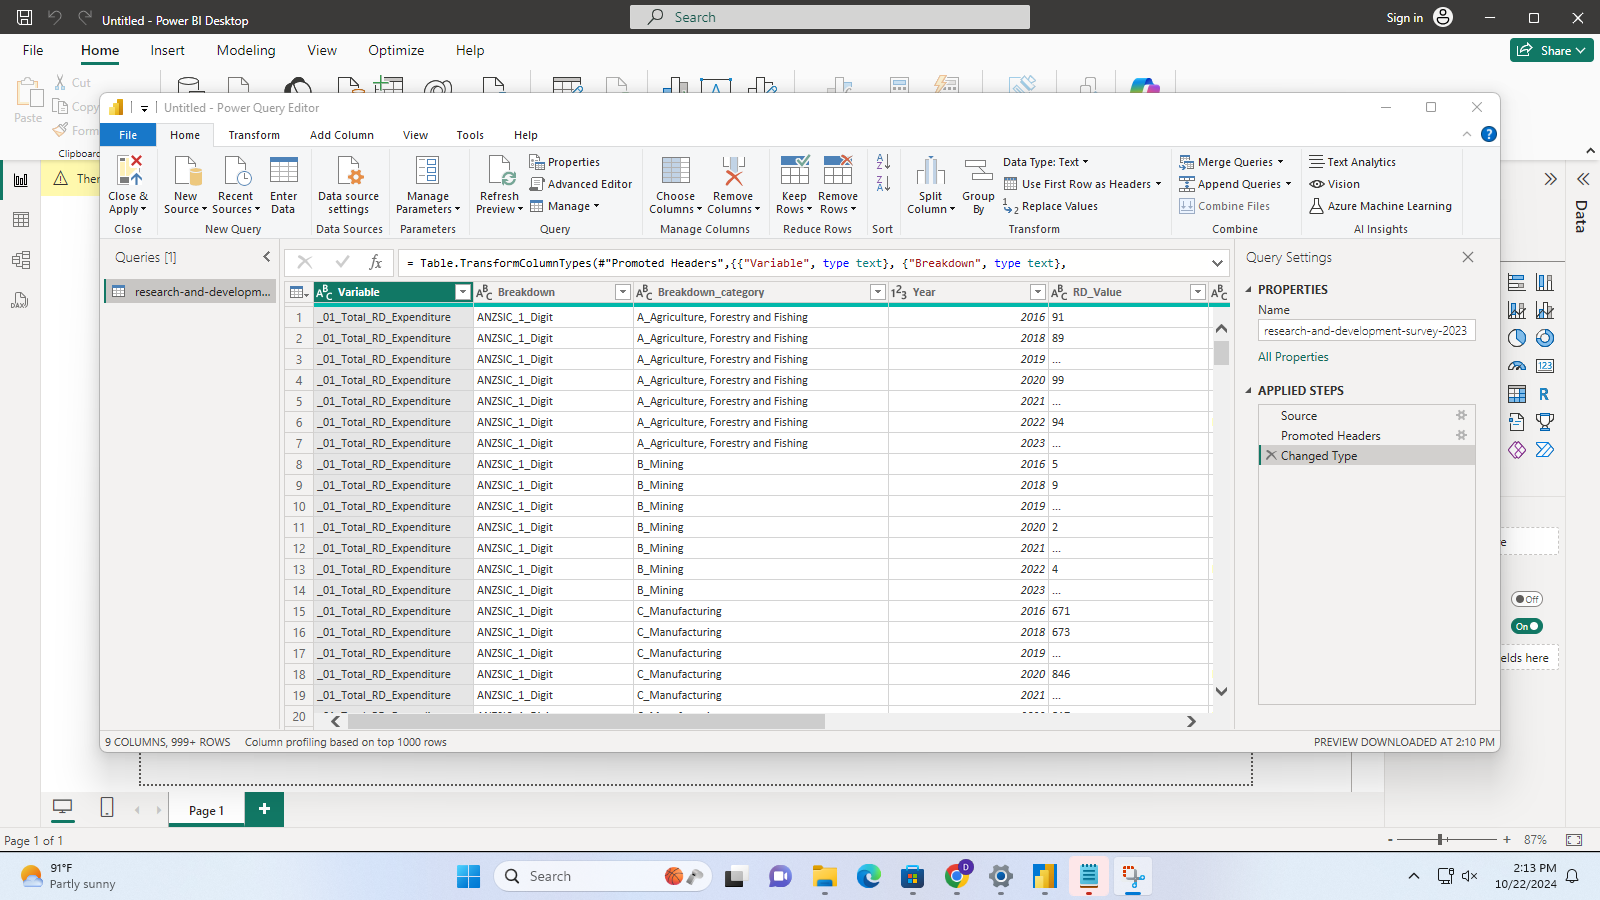 Untitled - Power BI Desktop
Search
Sign in
File
Home
Insert
Modeling
View
Optimize
Help
Share
Paste
Cut
Copy
Form
Clipboard
Ther
Untitled - Power Query Editor
File
Home
Transform
Add Column
View
Tools
Help
Close &
Apply
Close
New
Source
Recent
Sources
Enter
Data
New Query
Data source
settings
Data Sources
Manage
Parameters
Parameters
Refresh
Preview
Properties
Advanced Editor
Manage
Query
Choose
Columns
Remove
Columns
Manage Columns
Keep
Rows
Remove
Rows
Reduce Rows
Sort
Split
Column
Group
By
Data Type: Text
Use First Row as Headers
Replace Values
Transform
Merge Queries
Append Queries
Combine Files
Combine
Text Analytics
Vision
Azure Machine Learning
AI Insights
Queries [1]
research-and-developm...
fx
= Table.TransformColumnTypes(#"Promoted Headers",{{"Variable", type text}, {"Breakdown", type text},
Variable Breakdown Breakdown_category Year RD_Value
1 _01_Total_RD_Expenditure ANZSIC_1_Digit A_Agriculture, Forestry and Fishing 2016 91
2 _01_Total_RD_Expenditure ANZSIC_1_Digit A_Agriculture, Forestry and Fishing 2018 89
3 _01_Total_RD_Expenditure ANZSIC_1_Digit A_Agriculture, Forestry and Fishing 2019 ...
4 _01_Total_RD_Expenditure ANZSIC_1_Digit A_Agriculture, Forestry and Fishing 2020 99
5 _01_Total_RD_Expenditure ANZSIC_1_Digit A_Agriculture, Forestry and Fishing 2021 ...
6 _01_Total_RD_Expenditure ANZSIC_1_Digit A_Agriculture, Forestry and Fishing 2022 94
7 _01_Total_RD_Expenditure ANZSIC_1_Digit A_Agriculture, Forestry and Fishing 2023 ...
8 _01_Total_RD_Expenditure ANZSIC_1_Digit B_Mining 2016 5
9 _01_Total_RD_Expenditure ANZSIC_1_Digit B_Mining 2018 9
10 _01_Total_RD_Expenditure ANZSIC_1_Digit B_Mining 2019 ...
11 _01_Total_RD_Expenditure ANZSIC_1_Digit B_Mining 2020 2
12 _01_Total_RD_Expenditure ANZSIC_1_Digit B_Mining 2021 ...
13 _01_Total_RD_Expenditure ANZSIC_1_Digit B_Mining 2022 4
14 _01_Total_RD_Expenditure ANZSIC_1_Digit B_Mining 2023 ...
15 _01_Total_RD_Expenditure ANZSIC_1_Digit C_Manufacturing 2016 671
16 _01_Total_RD_Expenditure ANZSIC_1_Digit C_Manufacturing 2018 673
17 _01_Total_RD_Expenditure ANZSIC_1_Digit C_Manufacturing 2019 ...
18 _01_Total_RD_Expenditure ANZSIC_1_Digit C_Manufacturing 2020 846
19 _01_Total_RD_Expenditure ANZSIC_1_Digit C_Manufacturing 2021 ...
20
Query Settings
PROPERTIES
Name
research-and-development-survey-2023
All Properties
APPLIED STEPS
Source
Promoted Headers
Changed Type
9 COLUMNS, 999+ ROWS
Column profiling based on top 1000 rows
PREVIEW DOWNLOADED AT 2:10 PM
Data
Off
On
elds here
Page 1
Page 1 of 1
- + 87%
91°F
Partly sunny
Search
2:13 PM
10/22/2024